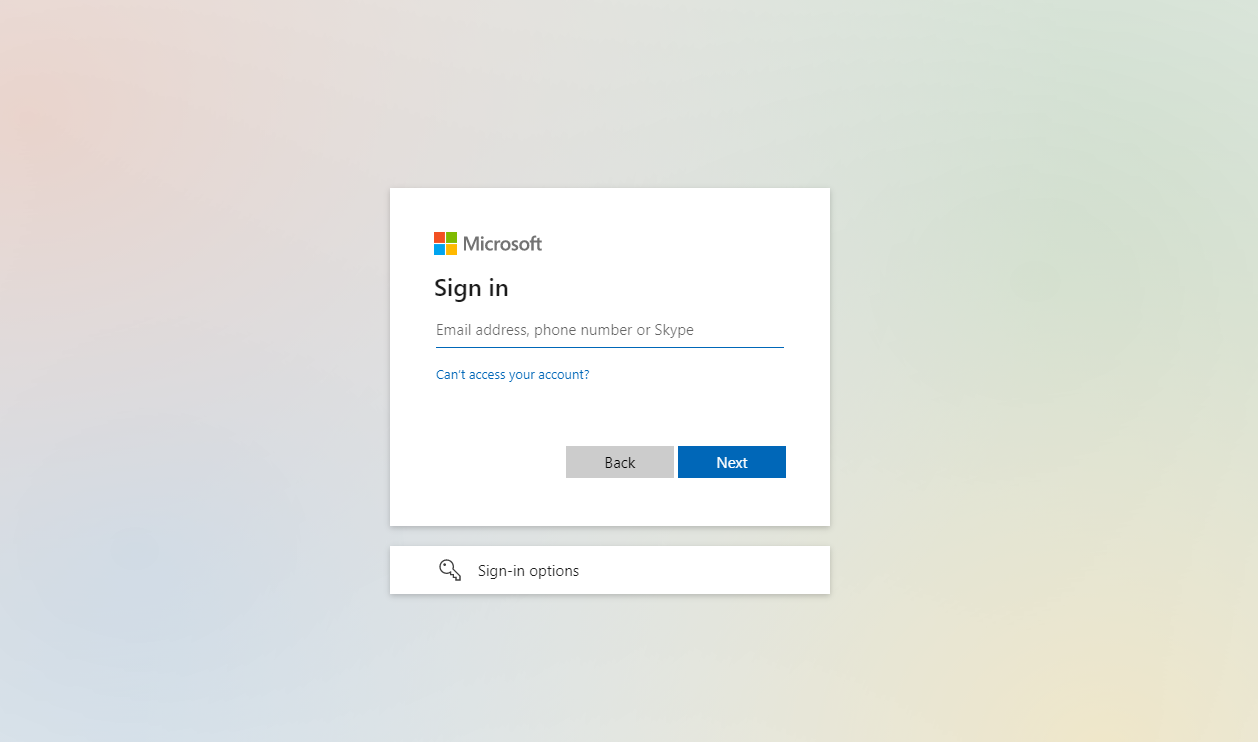 Microsoft
Sign in
Email address, phone number or Skype
Can't access your account?
Back
Next
Sign-in options